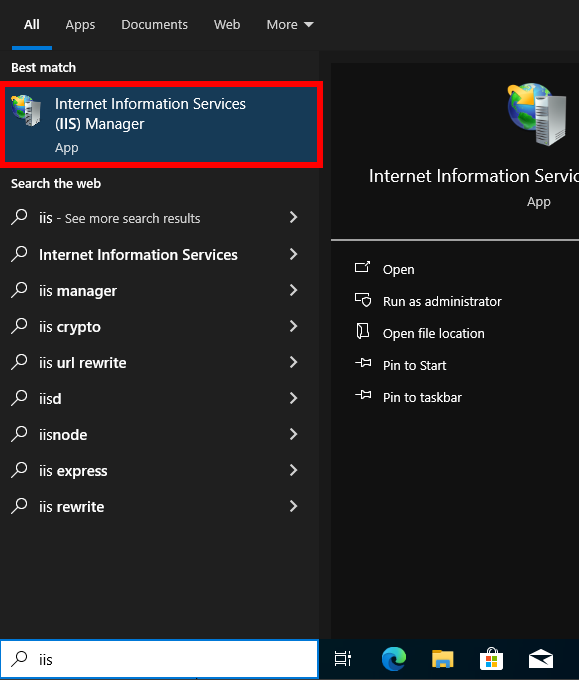 All Apps Documents Web More
Best match
Internet Information Services
(IIS) Manager
App
Search the web
iis - See more search results
Internet Information Services
iis manager
iis crypto
iis url rewrite
iisd
iisnode
iis express
iis rewrite
iis
Internet Information Servic
App
Open
Run as administrator
Open file location
Pin to Start
Pin to taskbar